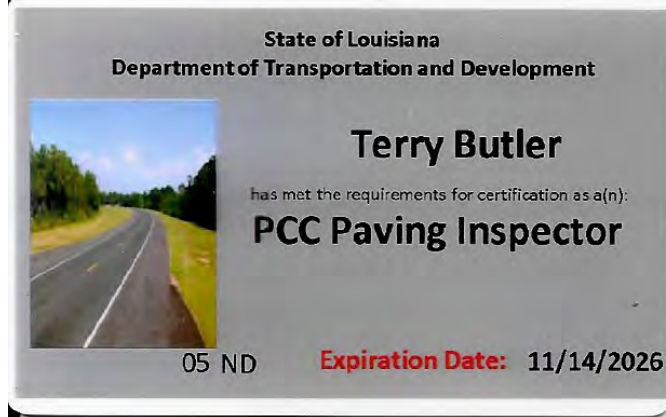 State of Louisiana
Department of Transportation and Development
Terry Butler
has met the requirements for certification as a(n):
PCC Paving Inspector
05 ND
Expiration Date: 11/14/2026